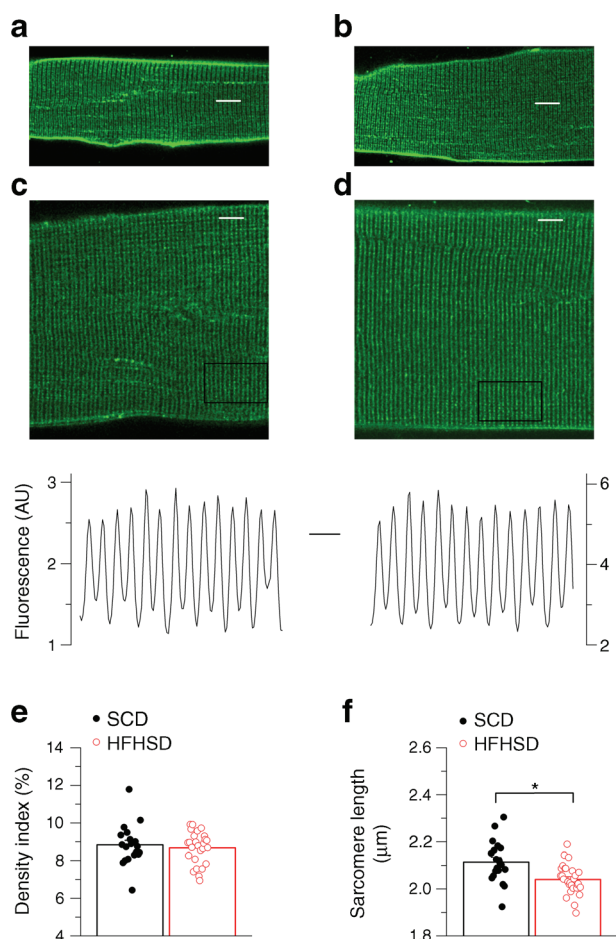 a
b
c
d
Fluorescence (AU)
3
2
1
6
4
2
e
SCD
HFHSD
Density index (%)
14
12
10
8
6
4
f
SCD
HFHSD
Sarcomere length
(μm)
2.6
2.4
2.2
2.0
1.8
*